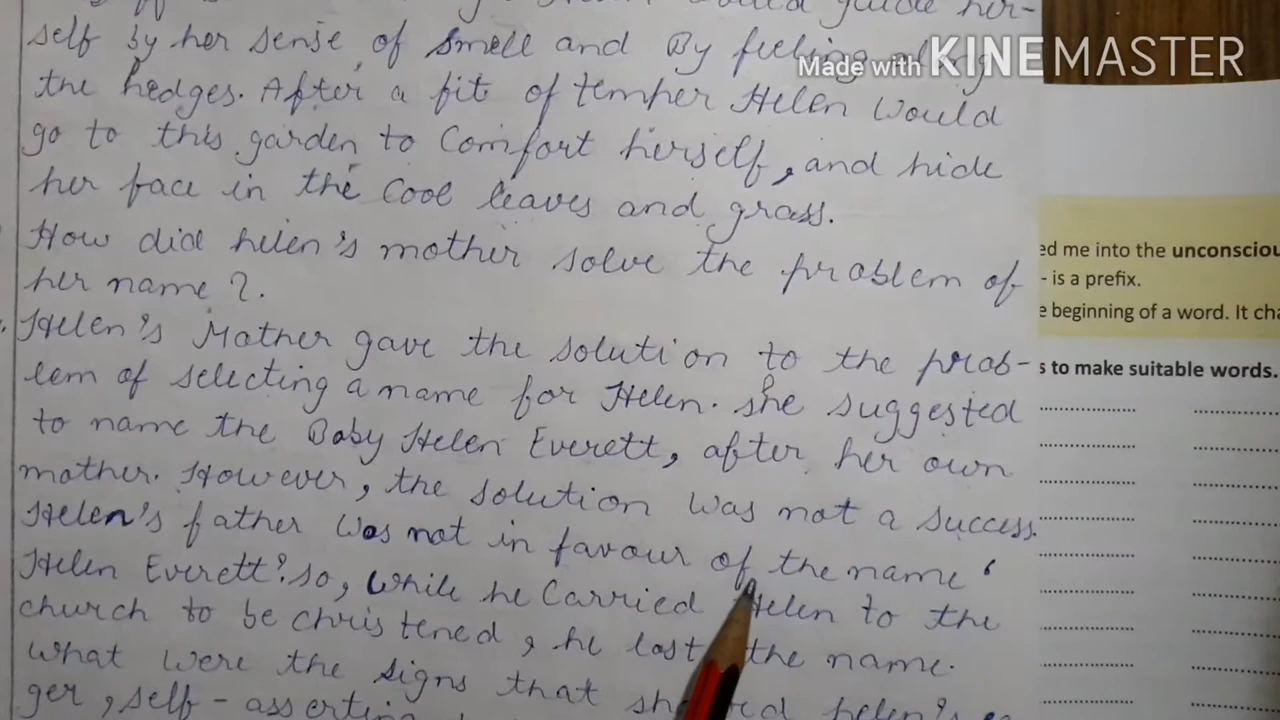 guide her-
self by her sense of smell and By feeling along
Made with KINEMASTER
the hedges. After a fit of temper Helen would
go to this garden to Comfort herself, and hide
her face in the Cool leaves and grass.
How did helen's mother solve the problem of
her name ?.
Helen's Mother gave the solution to the prob-
lem of selecting a name for Helen. she suggested
to name the Baby Helen Everett, after her own
mother. However, the solution was not a success.
Helen's father was not in favour of the name '
Helen Everett'. so, while he Carried Helen to the
church to be christened, he lost the name.
what were the signs that helen's
ger, self - asserting
ed me into the unconsciou
- is a prefix.
e beginning of a word. It cha
s to make suitable words.